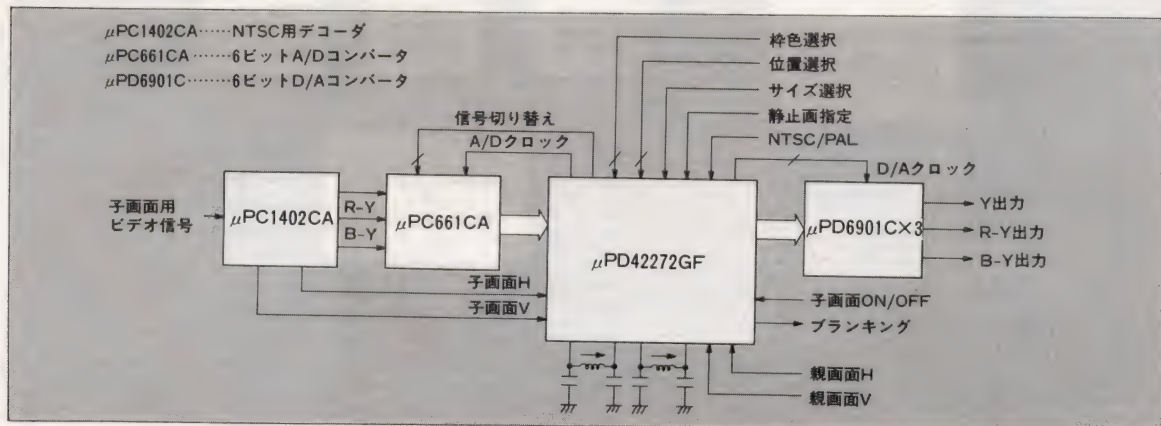 μPC1402CA……NTSC用デコーダ
μPC661CA……6ビットA/Dコンバータ
μPD6901C……6ビットD/Aコンバータ
枠色選択
位置選択
サイズ選択
静止画指定
NTSC/PAL
信号切り替え
A/Dクロック
D/Aクロック
子画面用
ビデオ信号
μPC1402CA
R-Y
B-Y
μPC661CA
μPD42272GF
μPD6901C×3
Y出力
R-Y出力
B-Y出力
子画面H
子画面V
子画面ON/OFF
ブランキング
親画面H
親画面V